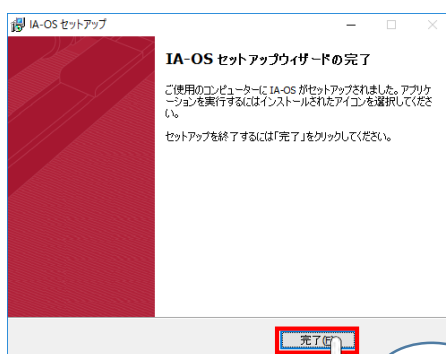 IA-OS セットアップ
IA-OS セットアップウィザードの完了
ご使用のコンピューターに IA-OS がセットアップされました。アプリケ
ーションを実行するにはインストールされたアイコンを選択してくださ
い。
セットアップを終了するには「完了」をクリックしてください。
完了(F)